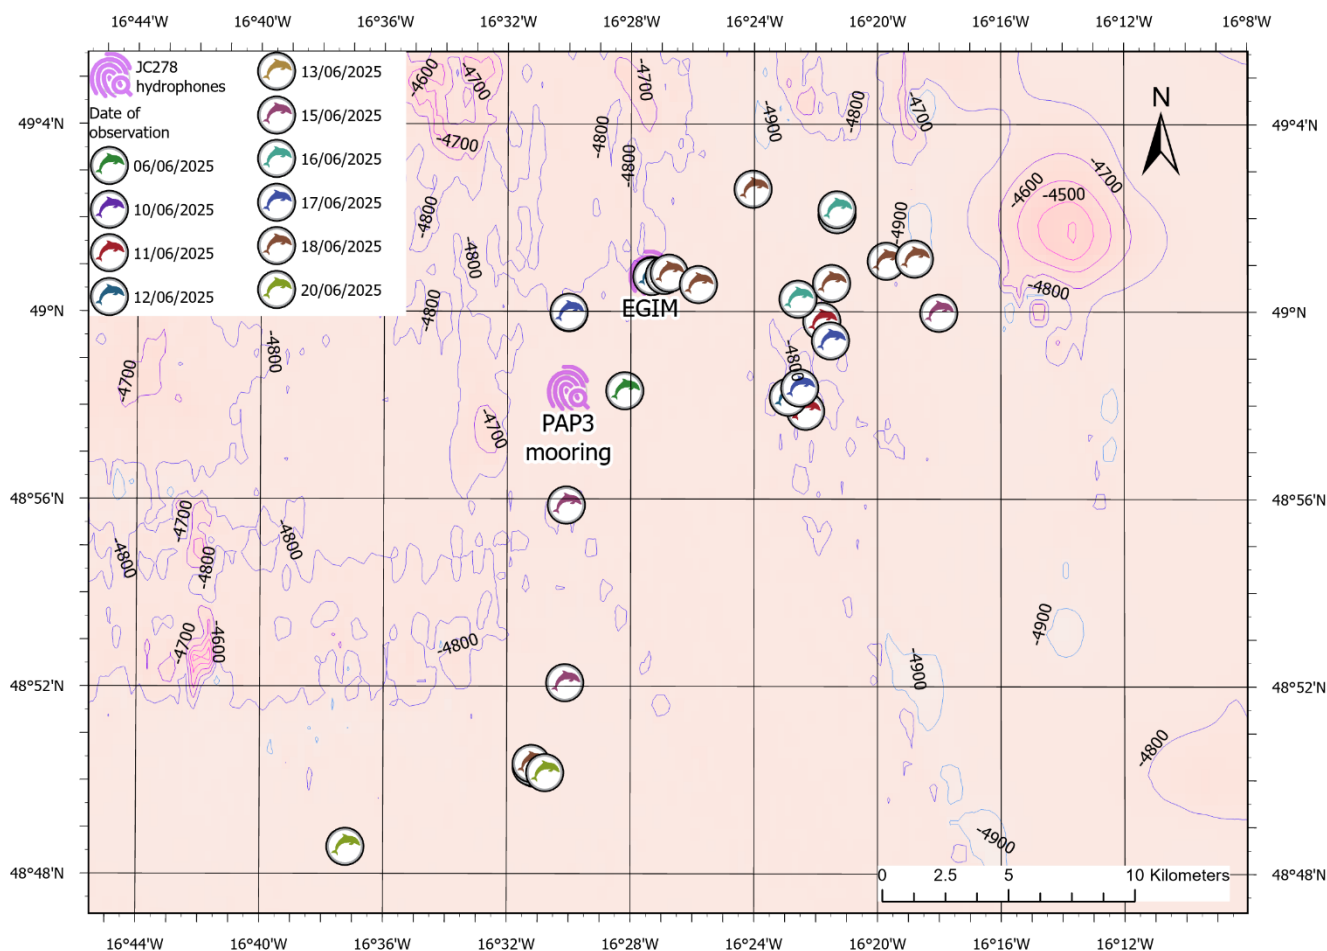 16°44'W 16°40'W 16°36'W 16°32'W 16°28'W 16°24'W 16°20'W 16°16'W 16°12'W 16°8'W
JC278
hydrophones
Date of
observation
06/06/2025
10/06/2025
11/06/2025
12/06/2025
13/06/2025
15/06/2025
16/06/2025
17/06/2025
18/06/2025
20/06/2025
-4600
-4700
-4700
-4700
-4800
-4900
-4800
-4700
N
49°4'N
49°4'N
-4800
-4600
-4700
-4500
-4800
-4900
-4800
-4800
EGIM
49°N
49°N
-4800
-4800
-4700
-4800
PAP3
mooring
-4700
48°56'N
48°56'N
-4700
-4800
-4800
-4800
-4700
-4600
-4800
-4900
-4900
48°52'N
48°52'N
-4800
-4900
48°48'N
48°48'N
0 2.5 5 10 Kilometers
16°44'W 16°40'W 16°36'W 16°32'W 16°28'W 16°24'W 16°20'W 16°16'W 16°12'W 16°8'W